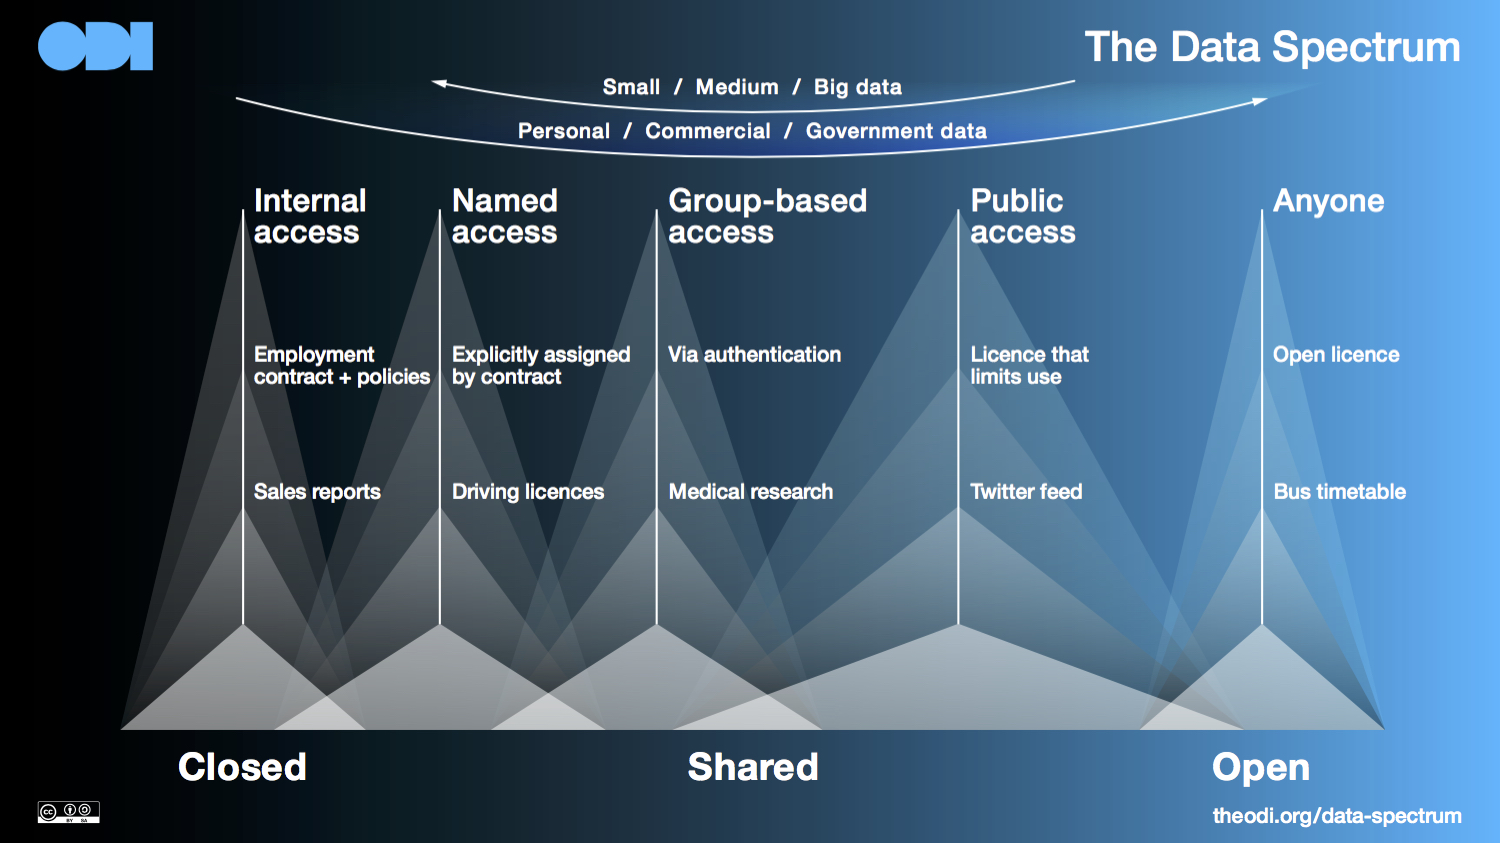 ODI
The Data Spectrum
Small / Medium / Big data
Personal / Commercial / Government data
Internal
access
Named
access
Group-based
access
Public
access
Anyone
Employment
contract + policies
Explicitly assigned
by contract
Via authentication
Licence that
limits use
Open licence
Sales reports
Driving licences
Medical research
Twitter feed
Bus timetable
Closed
Shared
Open
cc
BY SA
theodi.org/data-spectrum